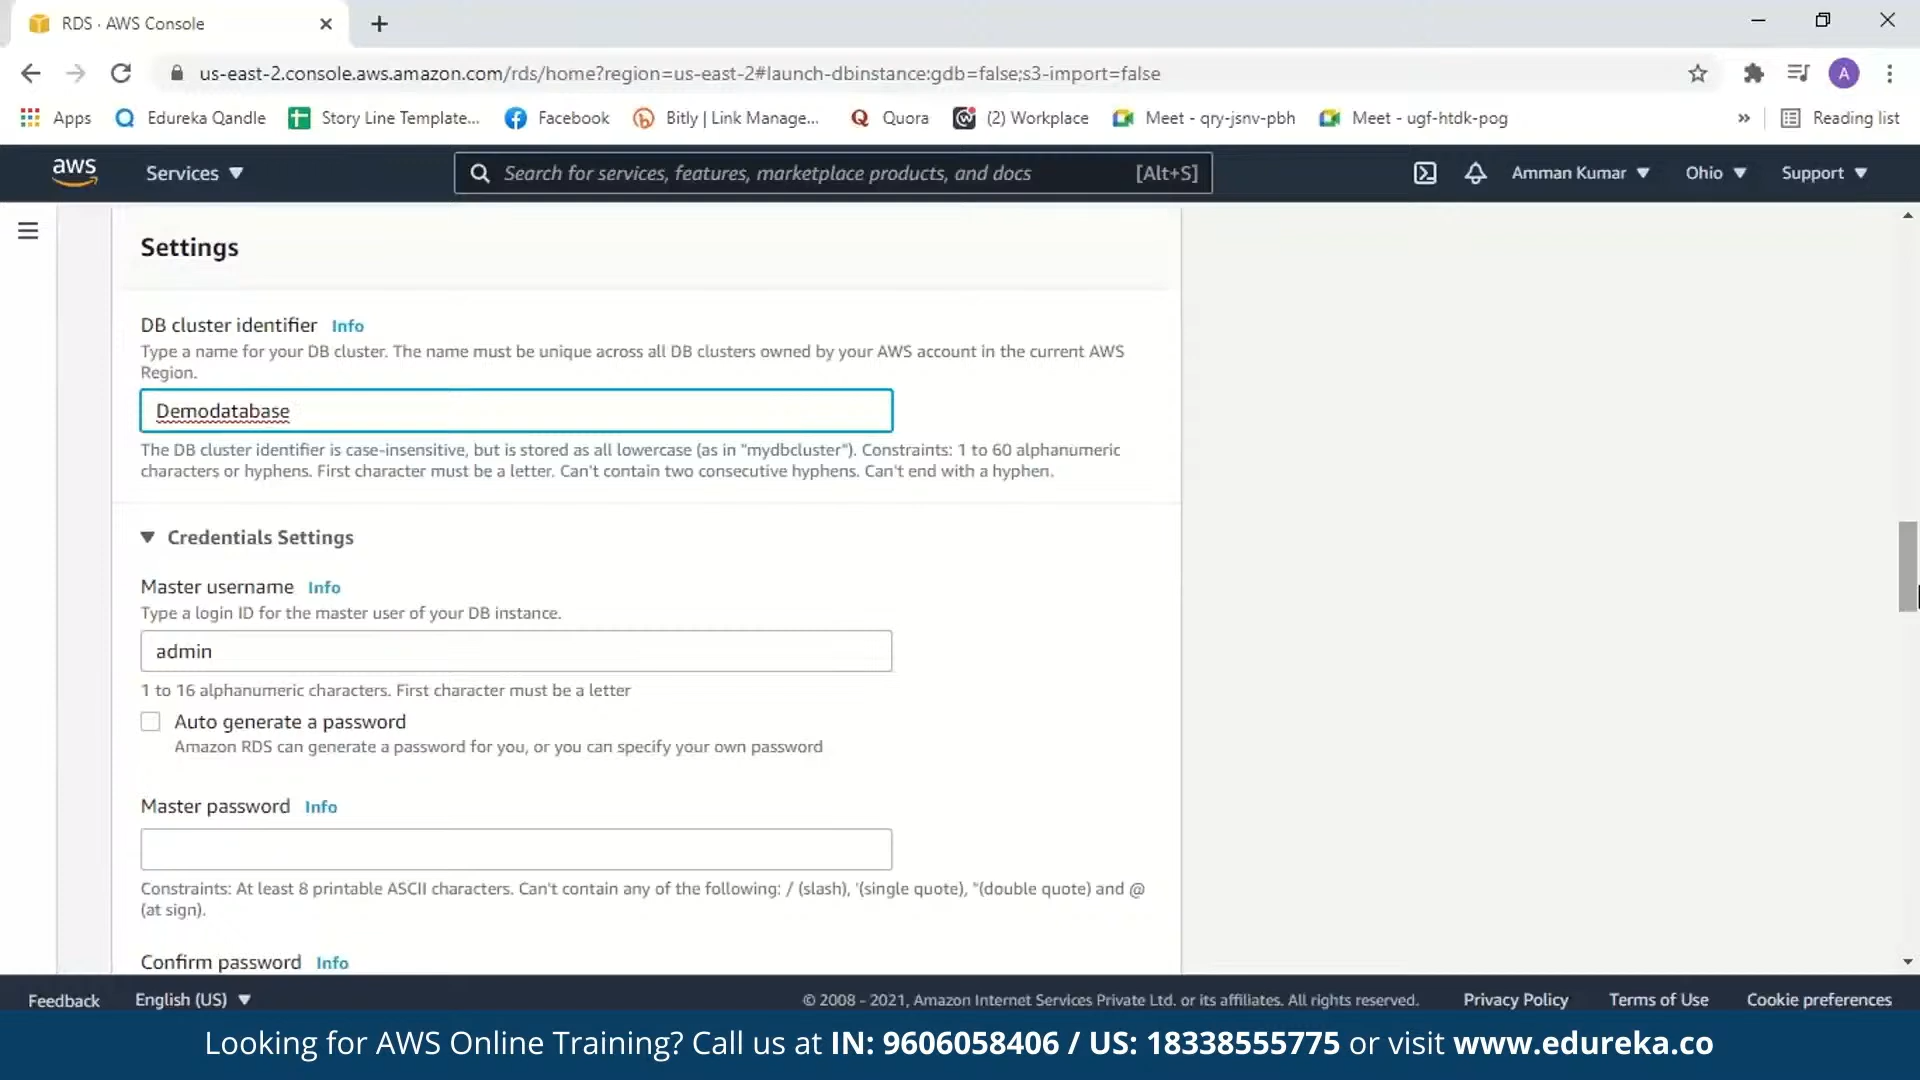 RDS · AWS Console
us-east-2.console.aws.amazon.com/rds/home?region=us-east-2#launch-dbinstance:gdb=false;s3-import=false
A
Apps
Edureka Qandle
Story Line Template...
Facebook
Bitly | Link Manage...
Quora
(2) Workplace
Meet - qry-jsnv-pbh
Meet - ugf-htdk-pog
»
Reading list
aws
Services
Search for services, features, marketplace products, and docs
[Alt+S]
Amman Kumar
Ohio
Support
Settings
DB cluster identifier Info
Type a name for your DB cluster. The name must be unique across all DB clusters owned by your AWS account in the current AWS
Region.
Demodatabase
The DB cluster identifier is case-insensitive, but is stored as all lowercase (as in "mydbcluster"). Constraints: 1 to 60 alphanumeric
characters or hyphens. First character must be a letter. Can't contain two consecutive hyphens. Can't end with a hyphen.
Credentials Settings
Master username Info
Type a login ID for the master user of your DB instance.
admin
1 to 16 alphanumeric characters. First character must be a letter
Auto generate a password
Amazon RDS can generate a password for you, or you can specify your own password
Master password Info
Constraints: At least 8 printable ASCII characters. Can't contain any of the following: / (slash), '(single quote), "(double quote) and @
(at sign).
Confirm password Info
Feedback
English (US)
© 2008 - 2021, Amazon Internet Services Private Ltd. or its affiliates. All rights reserved.
Privacy Policy
Terms of Use
Cookie preferences
Looking for AWS Online Training? Call us at IN: 9606058406 / US: 18338555775 or visit www.edureka.co